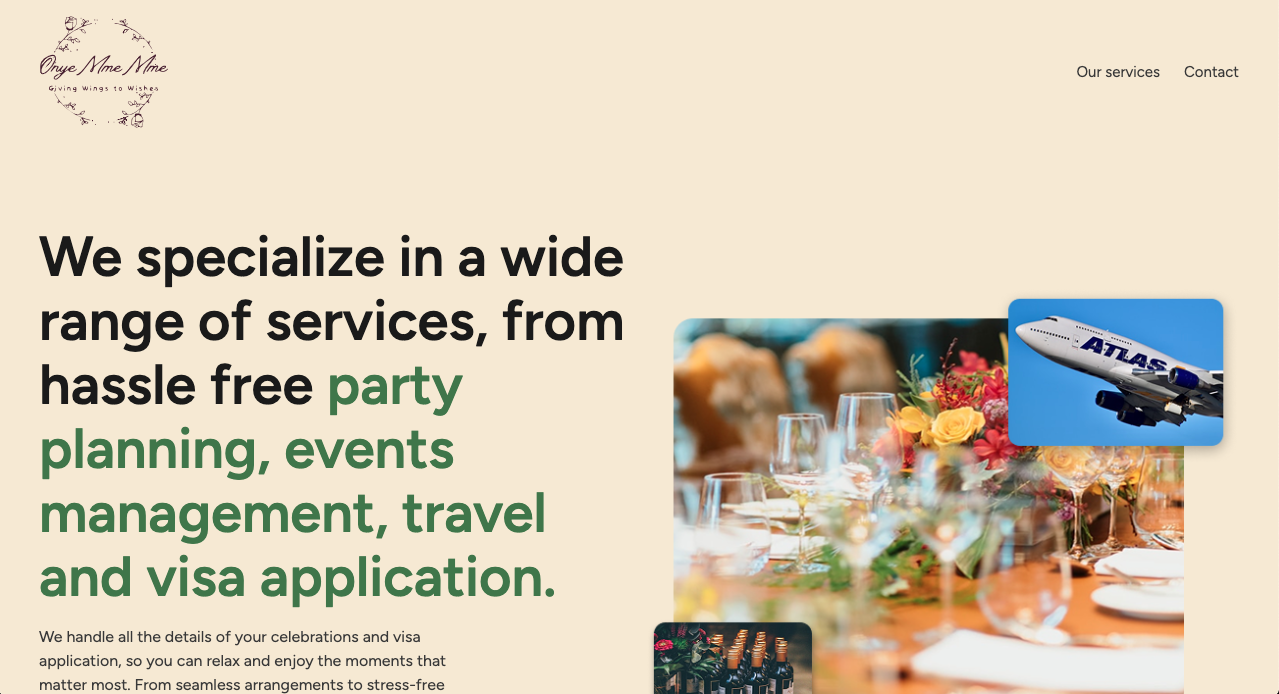 Onye Mme Mme
Giving Wings to Wishes
Our services
Contact
We specialize in a wide
range of services, from
hassle free party
planning, events
management, travel
and visa application.
ATLAS
We handle all the details of your celebrations and visa
application, so you can relax and enjoy the moments that
matter most. From seamless arrangements to stress-free